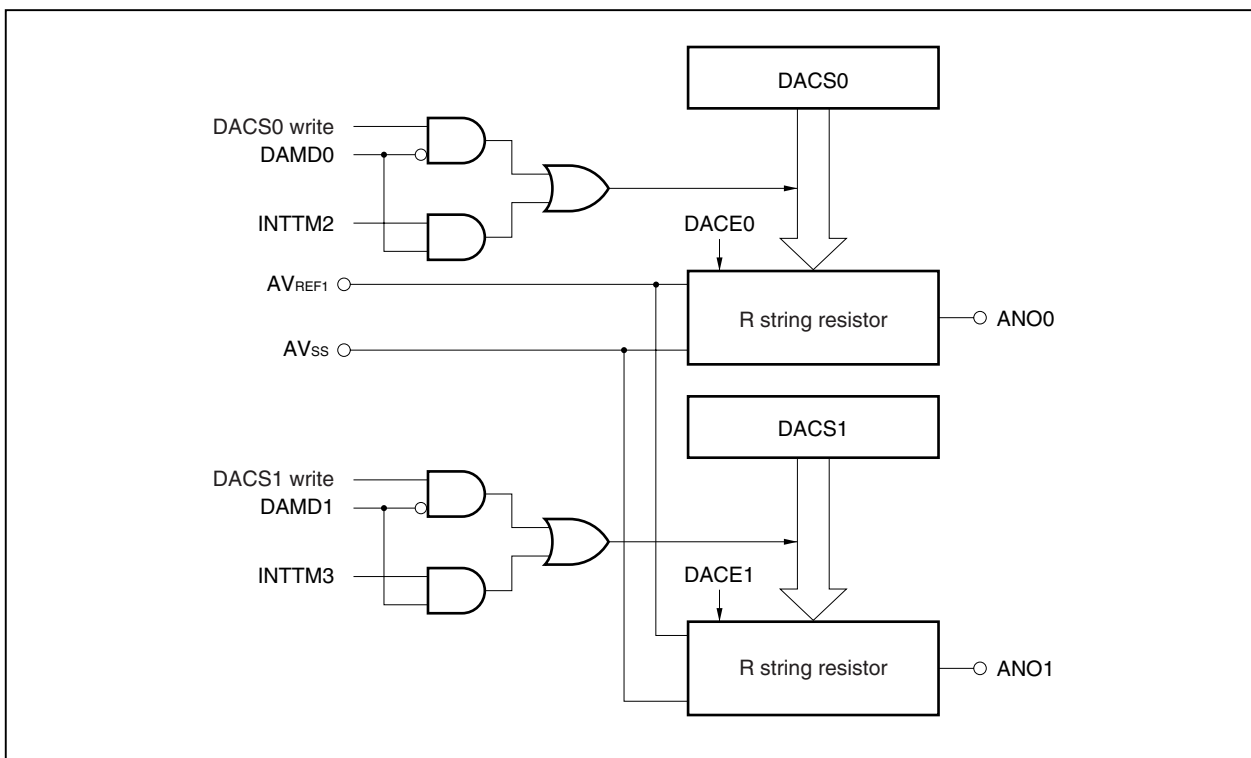 DACS0
DACS0 write
DAMD0
INTTM2
DACE0
AVREF1
R string resistor
ANO0
AVSS
DACS1
DACS1 write
DAMD1
INTTM3
DACE1
R string resistor
ANO1